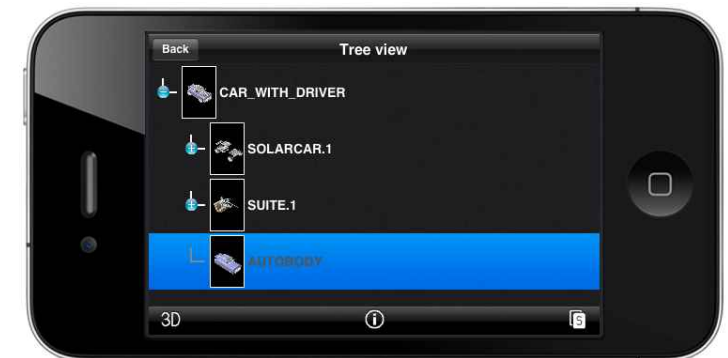 Back
Tree view
CAR_WITH_DRIVER
SOLARCAR.1
SUITE.1
AUTOBODY
3D
S